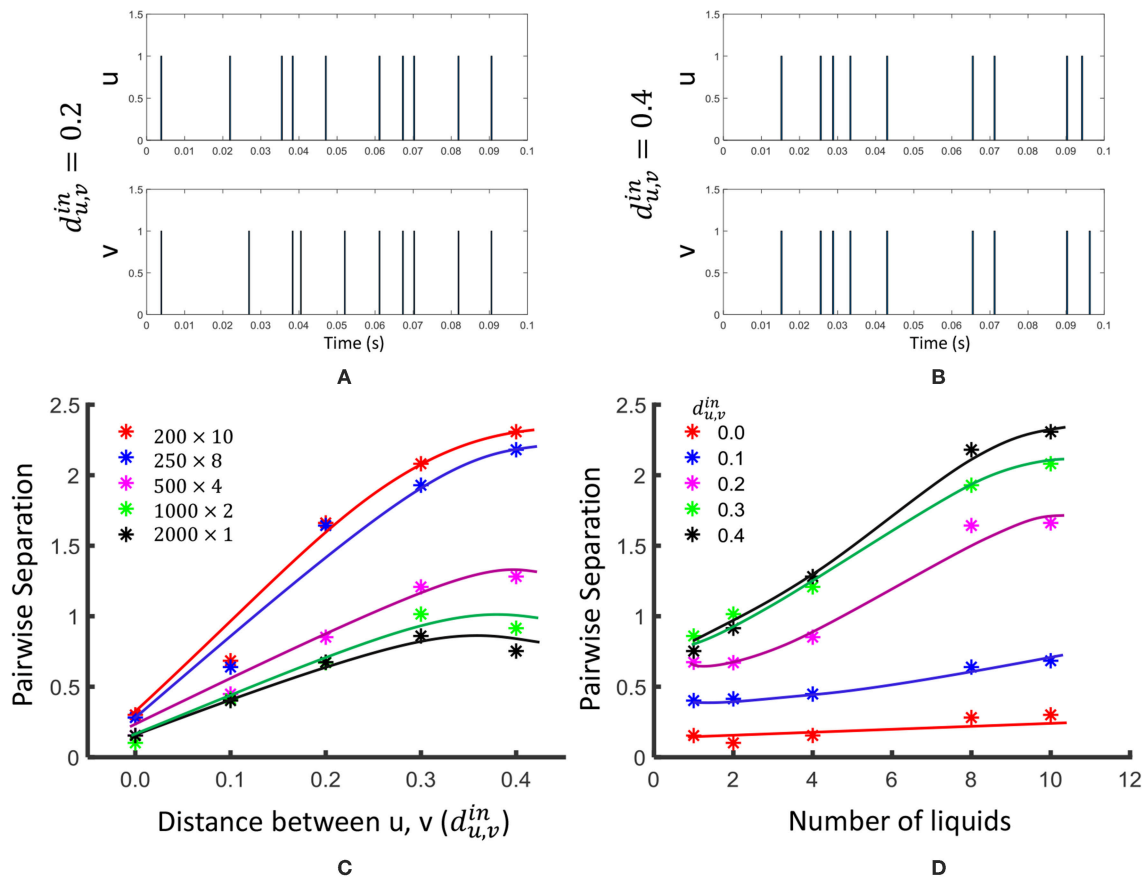 1.5
1
0.5
0
u
0 0.01 0.02 0.03 0.04 0.05 0.06 0.07 0.08 0.09 0.1
d^{in}_{u,v} = 0.2
1.5
1
0.5
0
v
0 0.01 0.02 0.03 0.04 0.05 0.06 0.07 0.08 0.09 0.1
Time (s)
A
1.5
1
0.5
0
u
0 0.01 0.02 0.03 0.04 0.05 0.06 0.07 0.08 0.09 0.1
d^{in}_{u,v} = 0.4
1.5
1
0.5
0
v
0 0.01 0.02 0.03 0.04 0.05 0.06 0.07 0.08 0.09 0.1
Time (s)
B
2.5
2
1.5
1
0.5
0
Pairwise Separation
200 × 10
250 × 8
500 × 4
1000 × 2
2000 × 1
0.0 0.1 0.2 0.3 0.4
Distance between u, v (d^{in}_{u,v})
C
2.5
2
1.5
1
0.5
0
Pairwise Separation
d^{in}_{u,v}
0.0
0.1
0.2
0.3
0.4
0 2 4 6 8 10 12
Number of liquids
D